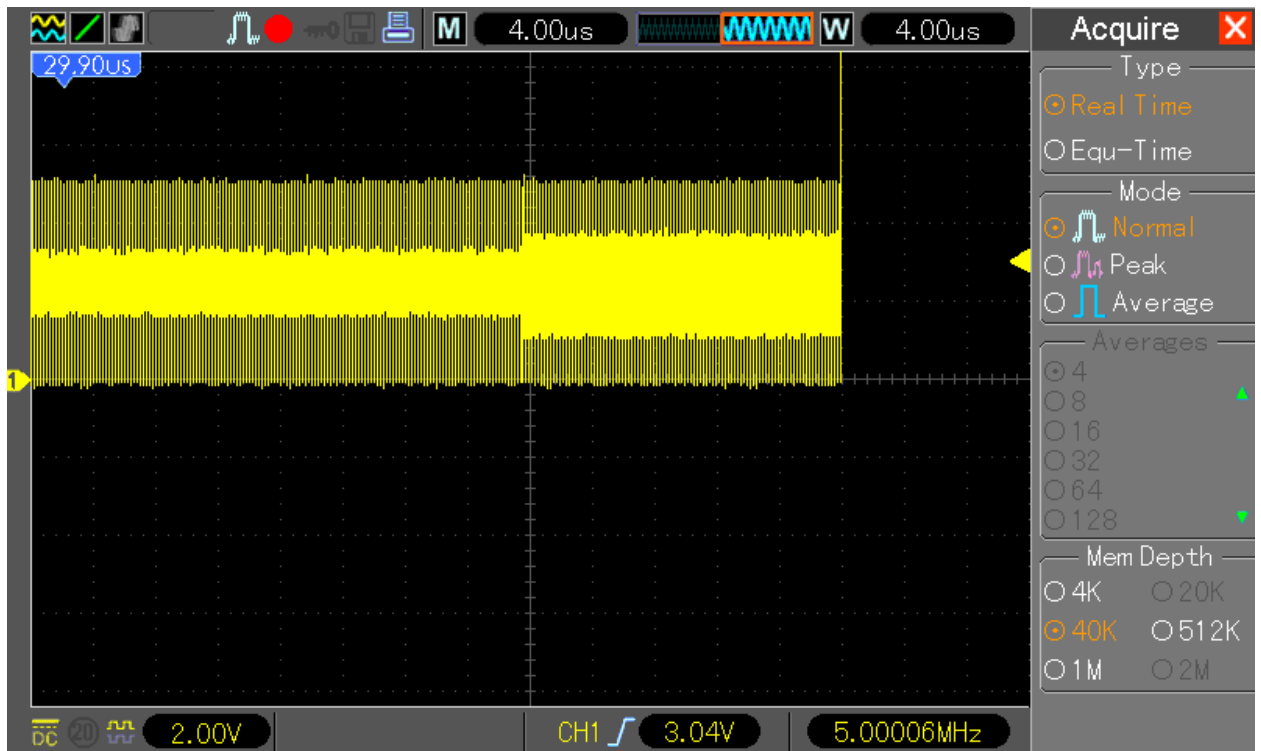 M 4.00us W 4.00us
29.90us
1
DC 2D 2.00V CH1 3.04V 5.00006MHz
Acquire X
Type
Real Time
Equ-Time
Mode
Normal
Peak
Average
Averages
4
8
16
32
64
128
Mem Depth
4K 20K
40K 512K
1M 2M